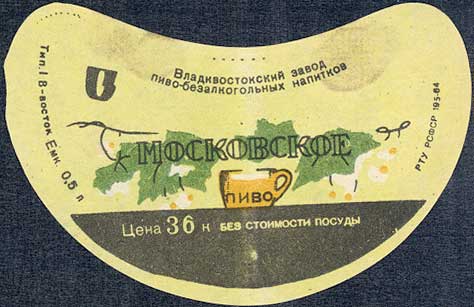 Владивостокский завод
пиво-безалкогольных напитков
Тип. I В-восток Емк. 0,5 л
МОСКОВСКОЕ
ПИВО
Цена 36 к БЕЗ СТОИМОСТИ ПОСУДЫ
РТУ РСФСР 195-64